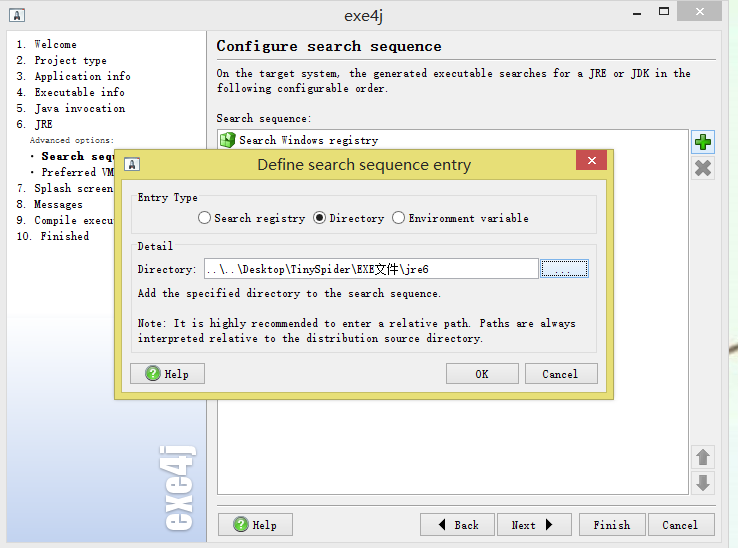 exe4j
1. Welcome
2. Project type
3. Application info
4. Executable info
5. Java invocation
6. JRE
Advanced options:
• Search sequ
• Preferred VM
7. Splash screen
8. Messages
9. Compile execu
10. Finished
exe4j
Configure search sequence
On the target system, the generated executable searches for a JRE or JDK in the
following configurable order.
Search sequence:
Search Windows registry
Define search sequence entry
Entry Type
Search registry
Directory
Environment variable
Detail
Directory:
..\..\Desktop\TinySpider\EXE文件\jre6
...
Add the specified directory to the search sequence.
Note: It is highly recommended to enter a relative path. Paths are always
interpreted relative to the distribution source directory.
Help
OK
Cancel
Help
Back
Next
Finish
Cancel